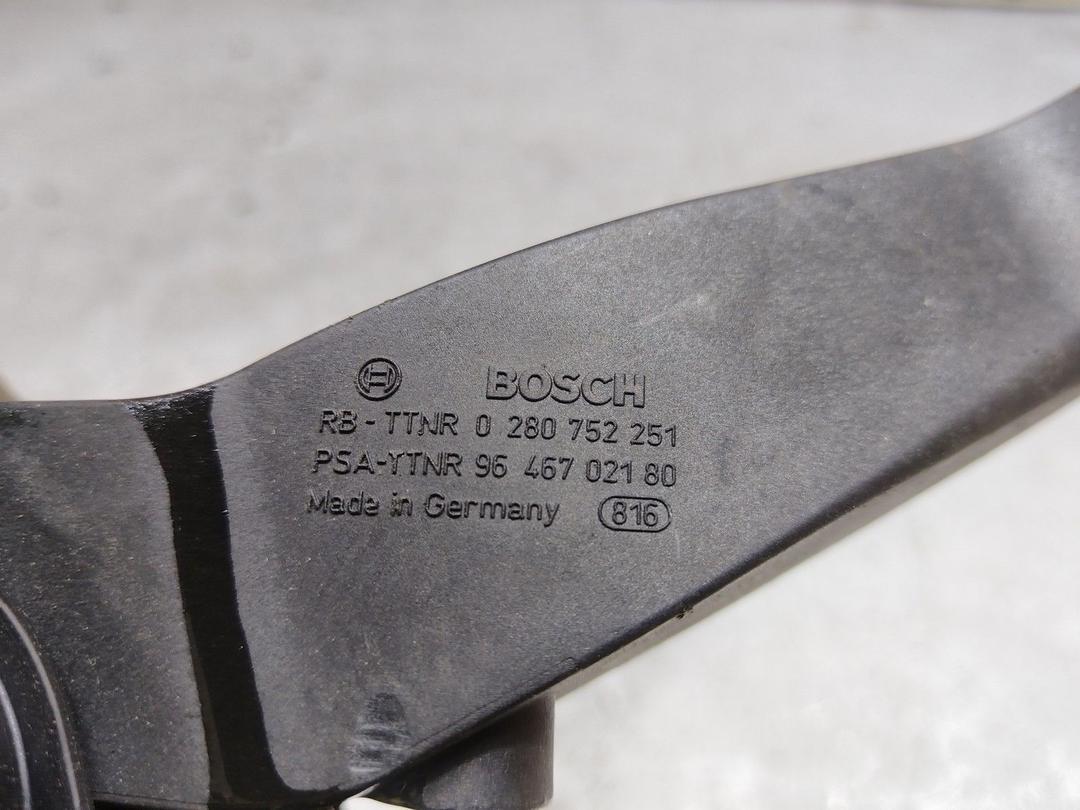 BOSCH
RB - TTNR 0 280 752 251
PSA-TTNR 96 467 021 80
Made in Germany 816